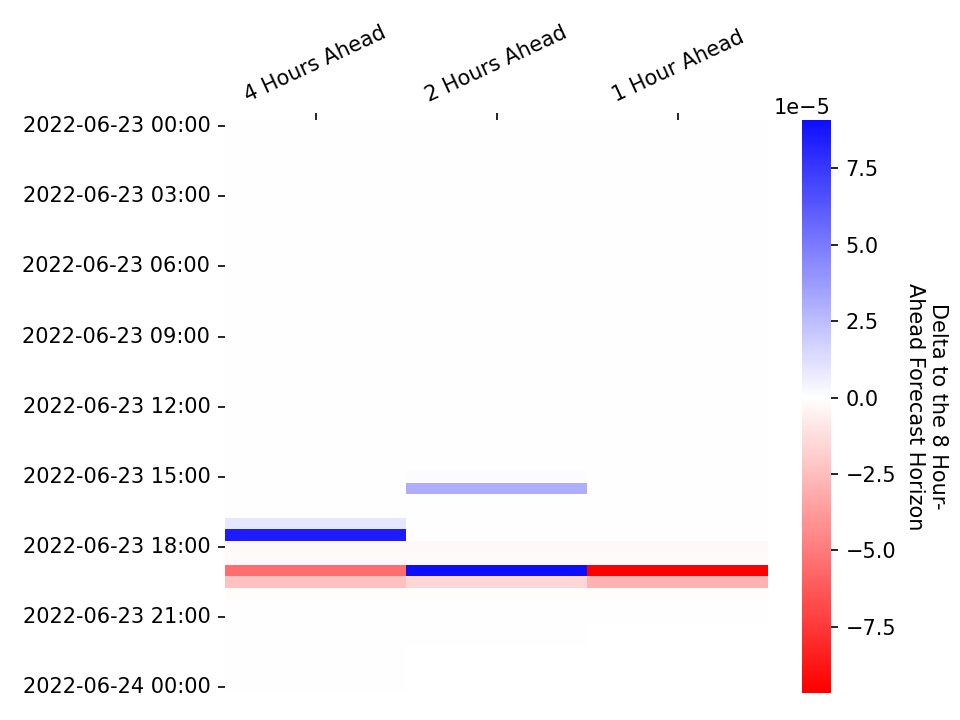 4 Hours Ahead
2 Hours Ahead
1 Hour Ahead
1e−5
2022-06-23 00:00
2022-06-23 03:00
2022-06-23 06:00
2022-06-23 09:00
2022-06-23 12:00
2022-06-23 15:00
2022-06-23 18:00
2022-06-23 21:00
2022-06-24 00:00
7.5
5.0
2.5
0.0
−2.5
−5.0
−7.5
Delta to the 8 Hour-
Ahead Forecast Horizon